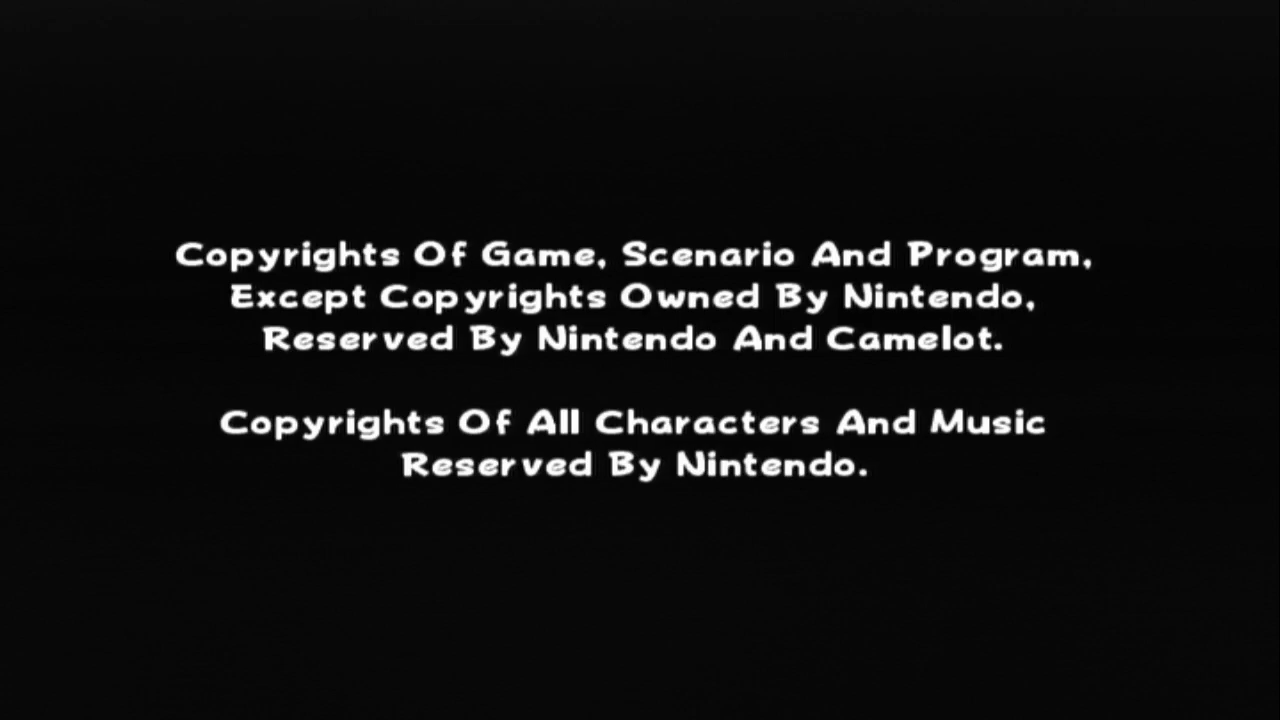 Copyrights Of Game, Scenario And Program,
Except Copyrights Owned By Nintendo,
Reserved By Nintendo And Camelot.
Copyrights Of All Characters And Music
Reserved By Nintendo.